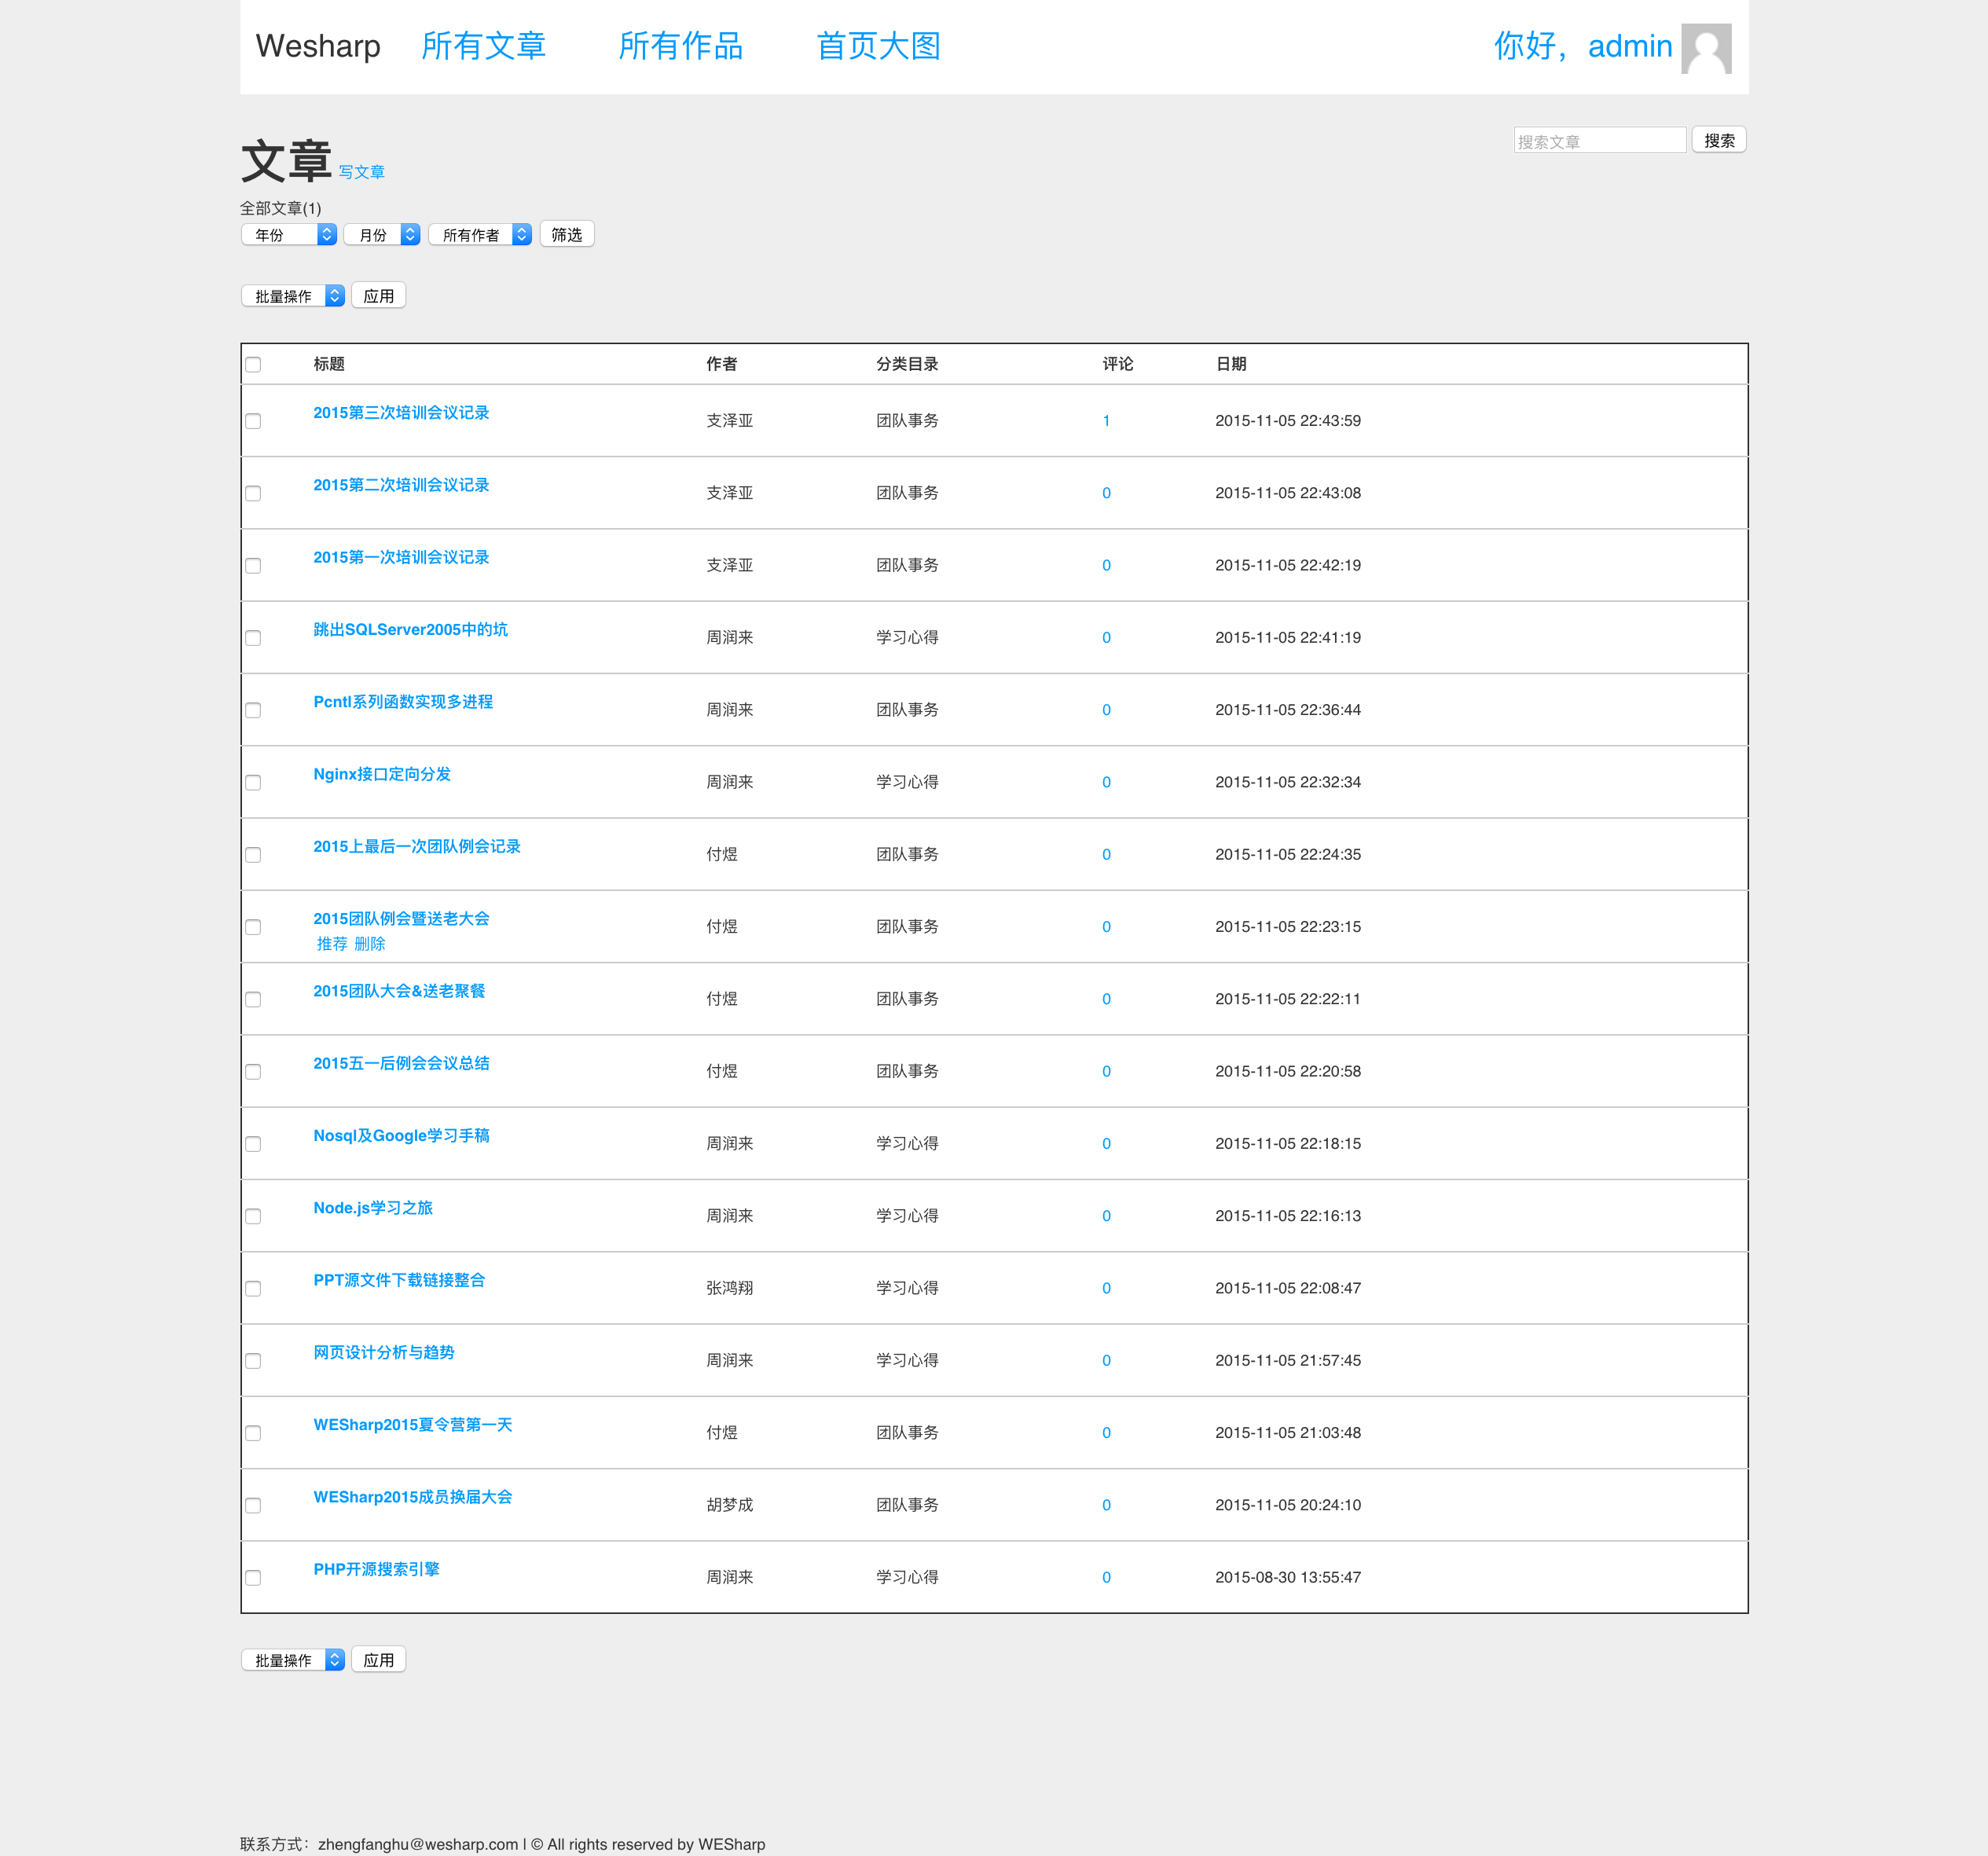 Wesharp 所有文章 所有作品 首页大图 你好，admin
文章 写文章 搜索文章 搜索
全部文章(1)
年份 月份 所有作者 筛选
批量操作 应用
标题 作者 分类目录 评论 日期
2015第三次培训会议记录 支泽亚 团队事务 1 2015-11-05 22:43:59
2015第二次培训会议记录 支泽亚 团队事务 0 2015-11-05 22:43:08
2015第一次培训会议记录 支泽亚 团队事务 0 2015-11-05 22:42:19
跳出SQLServer2005中的坑 周润来 学习心得 0 2015-11-05 22:41:19
Pcntl系列函数实现多进程 周润来 团队事务 0 2015-11-05 22:36:44
Nginx接口定向分发 周润来 学习心得 0 2015-11-05 22:32:34
2015上最后一次团队例会记录 付煜 团队事务 0 2015-11-05 22:24:35
2015团队例会暨送老大会 付煜 团队事务 0 2015-11-05 22:23:15
推荐 删除
2015团队大会&送老聚餐 付煜 团队事务 0 2015-11-05 22:22:11
2015五一后例会会议总结 付煜 团队事务 0 2015-11-05 22:20:58
Nosql及Google学习手稿 周润来 学习心得 0 2015-11-05 22:18:15
Node.js学习之旅 周润来 学习心得 0 2015-11-05 22:16:13
PPT源文件下载链接整合 张鸿翔 学习心得 0 2015-11-05 22:08:47
网页设计分析与趋势 周润来 学习心得 0 2015-11-05 21:57:45
WESharp2015夏令营第一天 付煜 团队事务 0 2015-11-05 21:03:48
WESharp2015成员换届大会 胡梦成 团队事务 0 2015-11-05 20:24:10
PHP开源搜索引擎 周润来 学习心得 0 2015-08-30 13:55:47
批量操作 应用
联系方式：zhengfanghu@wesharp.com | © All rights reserved by WESharp